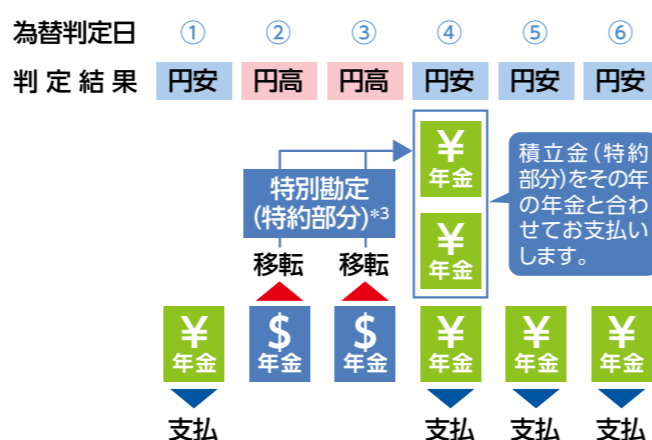 為替判定日 ① ② ③ ④ ⑤ ⑥
判定結果 円安 円高 円高 円安 円安 円安
¥
年金
¥
年金
特別勘定
(特約部分)*3
積立金(特約
部分)をその年
の年金と合わ
せてお支払い
します。
移転 移転
¥ $ $ ¥ ¥ ¥
年金 年金 年金 年金 年金 年金
支払 支払 支払 支払